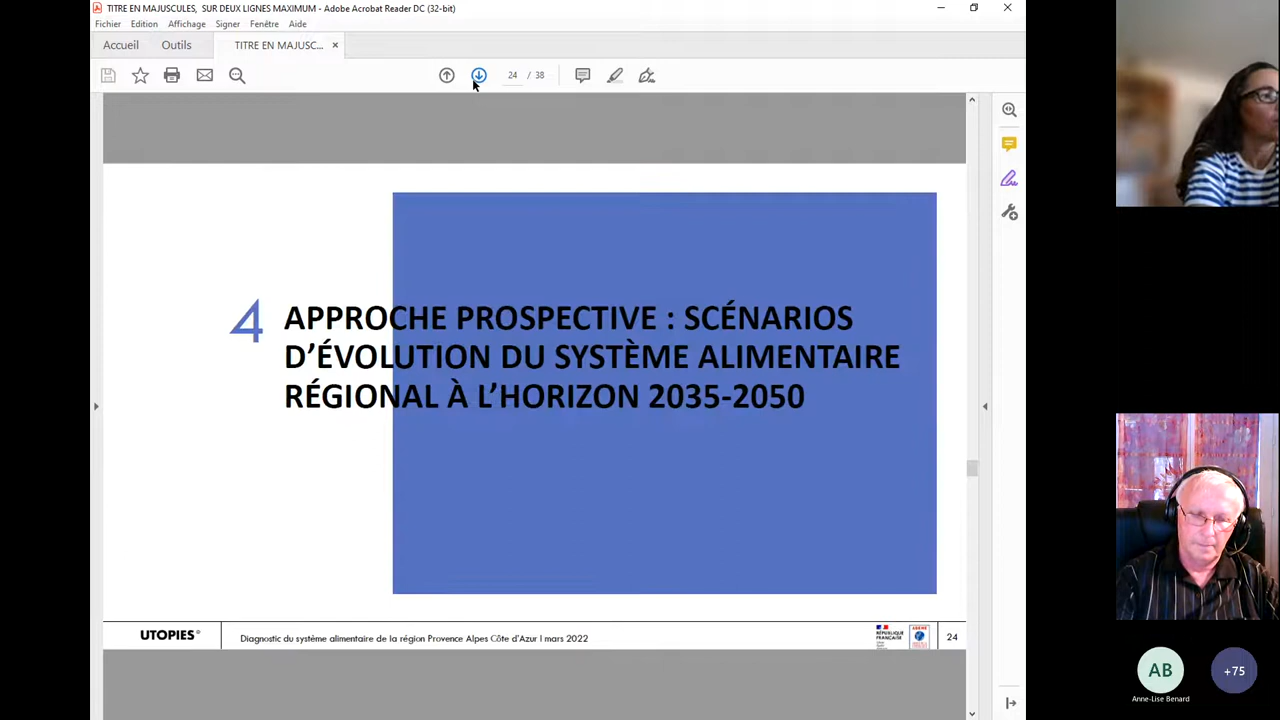 TITRE EN MAJUSCULES, SUR DEUX LIGNES MAXIMUM - Adobe Acrobat Reader DC (32-bit)
Fichier Edition Affichage Signer Fenêtre Aide
Accueil Outils TITRE EN MAJUSC... ×
24 / 38
4 APPROCHE PROSPECTIVE : SCÉNARIOS
D'ÉVOLUTION DU SYSTÈME ALIMENTAIRE
RÉGIONAL À L'HORIZON 2035-2050
UTOPIES® Diagnostic du système alimentaire de la région Provence Alpes Côte d'Azur I mars 2022 RÉPUBLIQUE FRANÇAISE ADEME 24
AB +75
Anne-Lise Benard